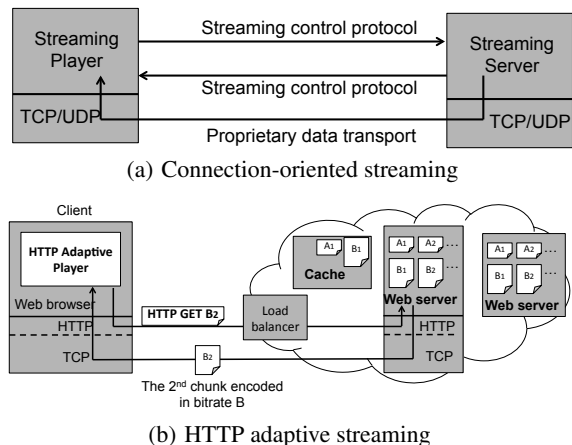 Streaming control protocol
Streaming
Player
Streaming
Server
Streaming control protocol
TCP/UDP
TCP/UDP
Proprietary data transport
(a) Connection-oriented streaming
Client
HTTP Adaptive
Player
Web browser
HTTP
TCP
HTTP GET B2
Load
balancer
A1
B1
Cache
A1 A2 ...
B1 B2 ...
Web server
HTTP
TCP
A1 A2 ...
B1 B2 ...
Web server
B2
The 2nd chunk encoded
in bitrate B
(b) HTTP adaptive streaming